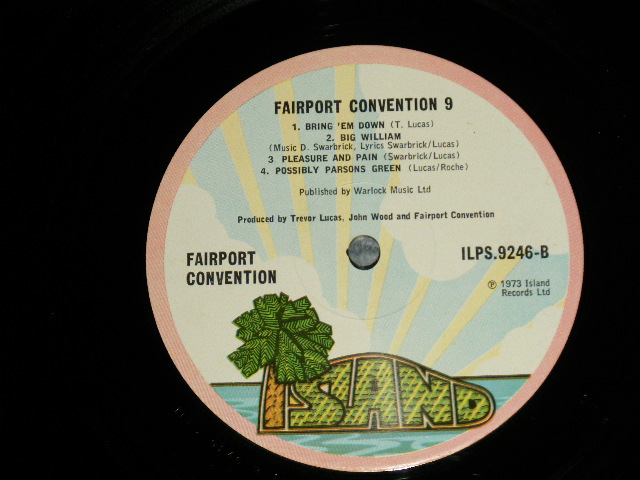 FAIRPORT CONVENTION 9
1. BRING 'EM DOWN (T. Lucas)
2. BIG WILLIAM
(Music D. Swarbrick, Lyrics Swarbrick/Lucas)
3 PLEASURE AND PAIN (Swarbrick/Lucas)
4. POSSIBLY PARSONS GREEN (Lucas/Roche)
Published by Warlock Music Ltd
Produced by Trevor Lucas, John Wood and Fairport Convention
FAIRPORT
CONVENTION
ILPS.9246-B
℗ 1973 Island
Records Ltd
ISLAND